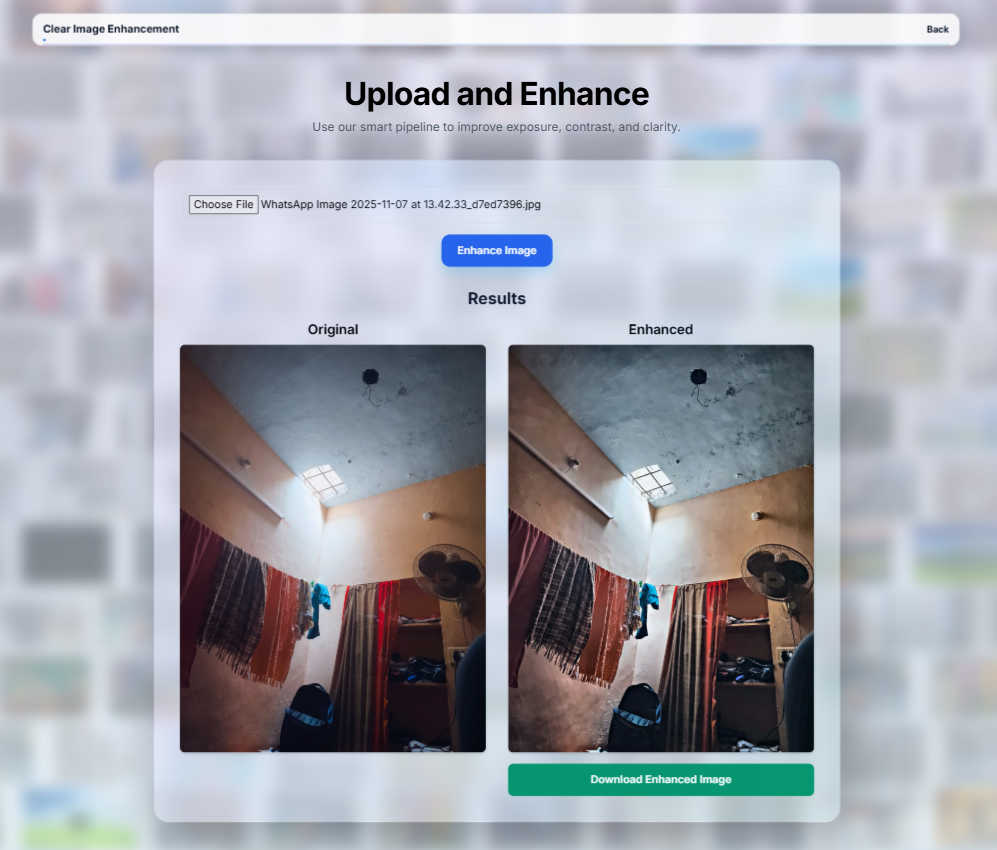 Clear Image Enhancement
Back
Upload and Enhance
Use our smart pipeline to improve exposure, contrast, and clarity.
Choose File WhatsApp Image 2025-11-07 at 13.42.33_d7ed7396.jpg
Enhance Image
Results
Original
Enhanced
Download Enhanced Image